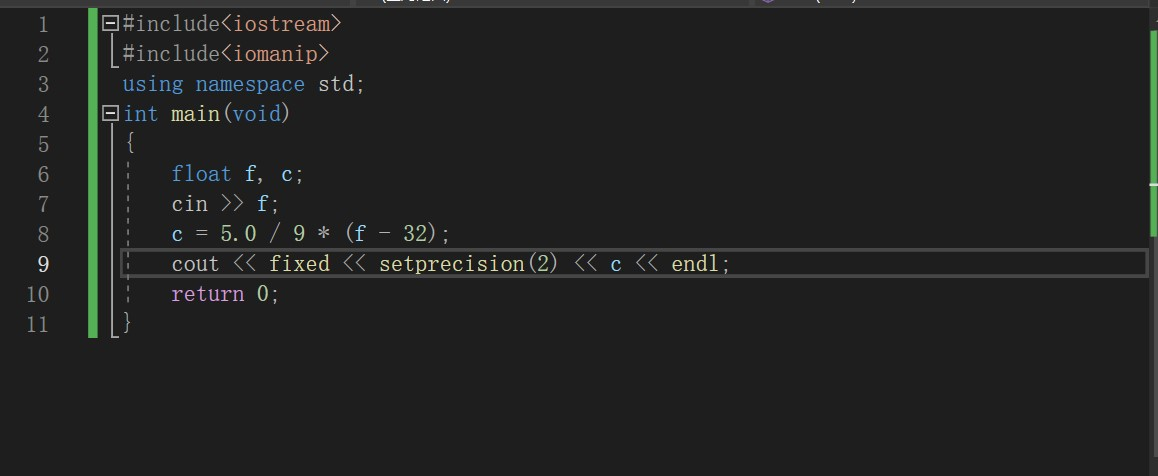 1 #include<iostream>
2 #include<iomanip>
3 using namespace std;
4 int main(void)
5 {
6 float f, c;
7 cin >> f;
8 c = 5.0 / 9 * (f - 32);
9 cout << fixed << setprecision(2) << c << endl;
10 return 0;
11 }